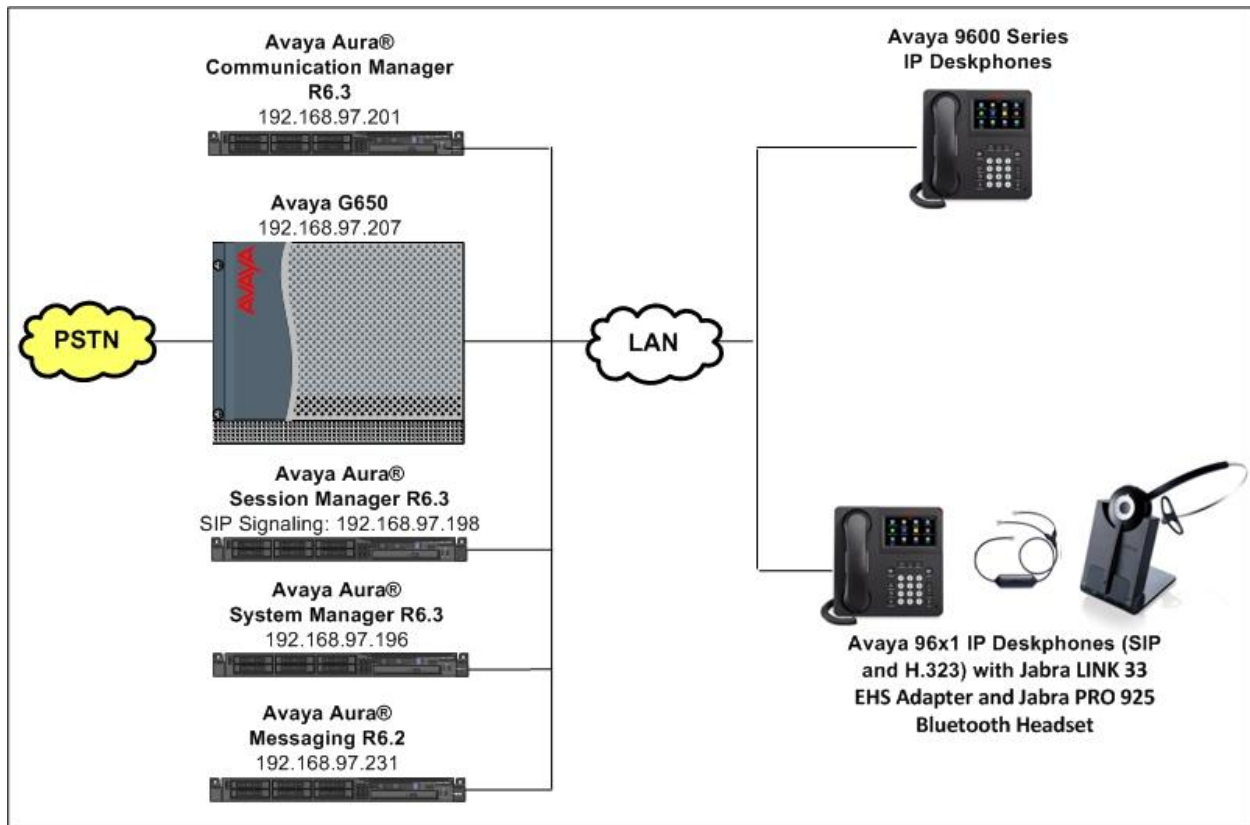 Avaya Aura®
Communication Manager
R6.3
192.168.97.201
Avaya G650
192.168.97.207
AVAYA
PSTN
LAN
Avaya Aura®
Session Manager R6.3
SIP Signaling: 192.168.97.198
Avaya Aura®
System Manager R6.3
192.168.97.196
Avaya Aura®
Messaging R6.2
192.168.97.231
Avaya 9600 Series
IP Deskphones
Avaya 96x1 IP Deskphones (SIP
and H.323) with Jabra LINK 33
EHS Adapter and Jabra PRO 925
Bluetooth Headset